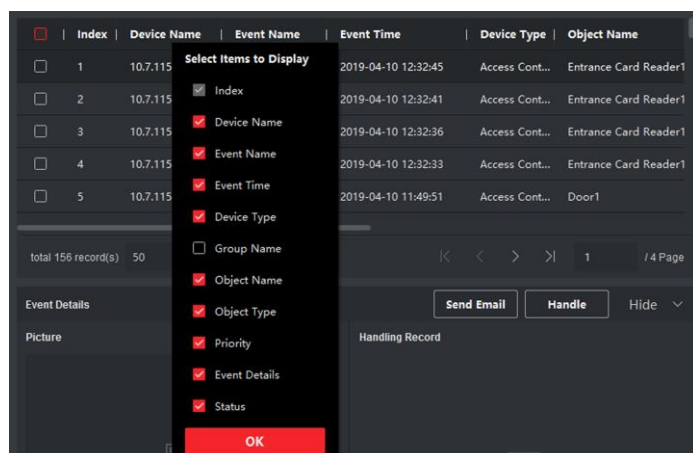 Index | Device Name | Event Name | Event Time | Device Type | Object Name
1 10.7.115 2019-04-10 12:32:45 Access Cont... Entrance Card Reader1
2 10.7.115 2019-04-10 12:32:41 Access Cont... Entrance Card Reader1
3 10.7.115 2019-04-10 12:32:36 Access Cont... Entrance Card Reader1
4 10.7.115 2019-04-10 12:32:33 Access Cont... Entrance Card Reader1
5 10.7.115 2019-04-10 11:49:51 Access Cont... Door1
total 156 record(s) 50 1 / 4 Page
Event Details Send Email Handle Hide
Picture Handling Record
Select Items to Display
Index
Device Name
Event Name
Event Time
Device Type
Group Name
Object Name
Object Type
Priority
Event Details
Status
OK